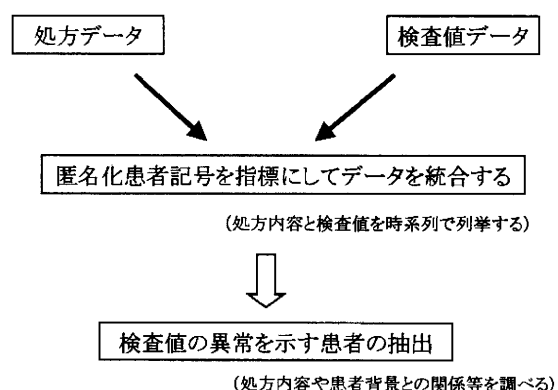 処方データ
検査値データ
匿名化患者記号を指標にしてデータを統合する
(処方内容と検査値を時系列で列挙する)
検査値の異常を示す患者の抽出
(処方内容や患者背景との関係等を調べる)